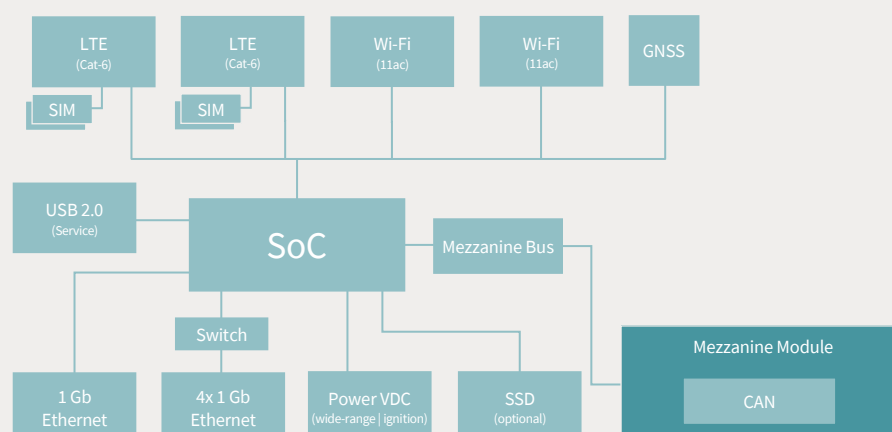 LTE
(Cat-6)
LTE
(Cat-6)
Wi-Fi
(11ac)
Wi-Fi
(11ac)
GNSS
SIM
SIM
USB 2.0
(Service)
SoC
Mezzanine Bus
Switch
Mezzanine Module
CAN
1 Gb
Ethernet
4x 1 Gb
Ethernet
Power VDC
(wide-range | ignition)
SSD
(optional)